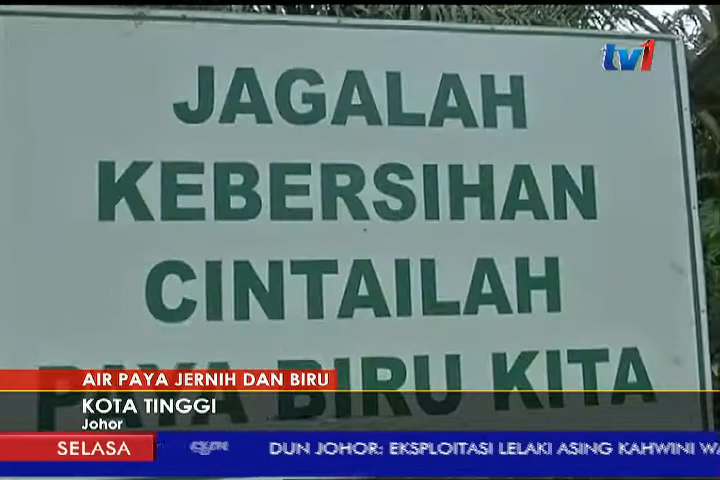 tv1
JAGALAH
KEBERSIHAN
CINTAILAH
PAYA BIRU KITA
AIR PAYA JERNIH DAN BIRU
KOTA TINGGI
Johor
SELASA
DUN JOHOR: EKSPLOITASI LELAKI ASING KAHWINI